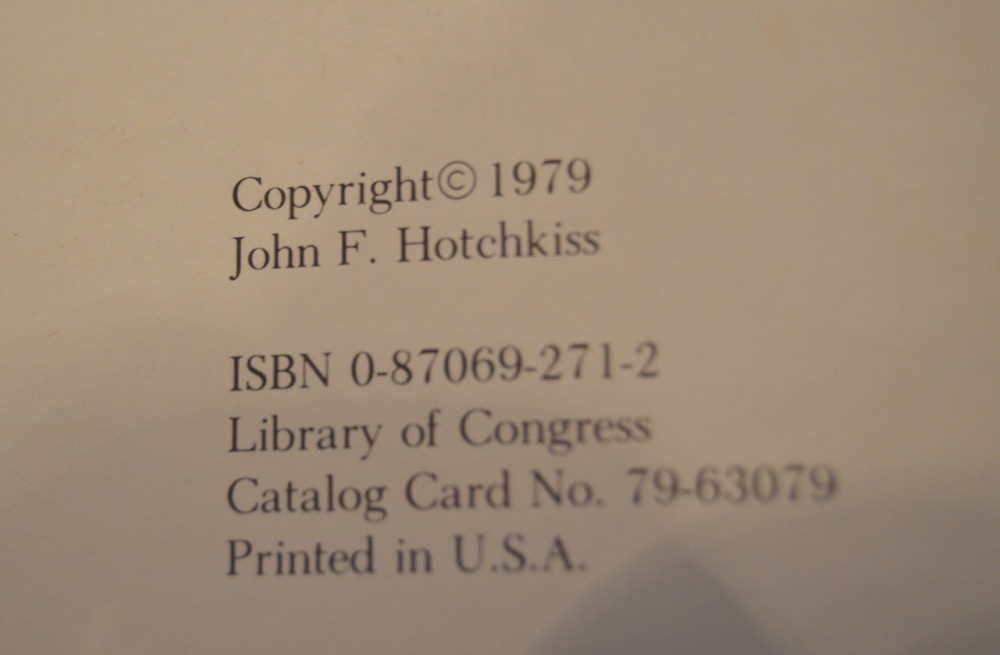 Copyright© 1979
John F. Hotchkiss
ISBN 0-87069-271-2
Library of Congress
Catalog Card No. 79-63079
Printed in U.S.A.